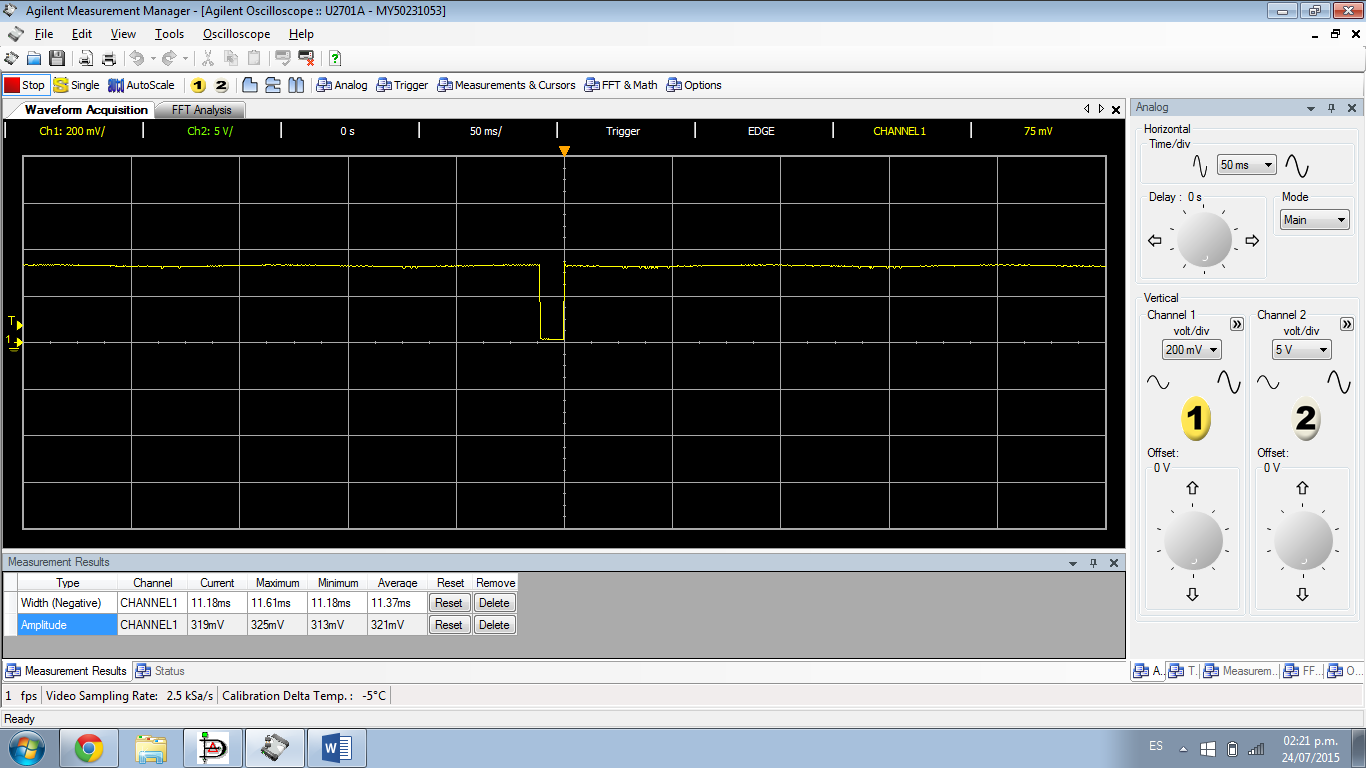 Agilent Measurement Manager - [Agilent Oscilloscope :: U2701A - MY50231053]
File Edit View Tools Oscilloscope Help
Stop Single AutoScale 1 2 Analog Trigger Measurements & Cursors FFT & Math Options
Waveform Acquisition FFT Analysis
Ch1: 200 mV/ Ch2: 5 V/ 0 s 50 ms/ Trigger EDGE CHANNEL1 75 mV
T
1
Analog
Horizontal
Time/div
50 ms
Delay : 0 s
Mode
Main
Vertical
Channel 1 Channel 2
volt/div volt/div
200 mV 5 V
1 2
Offset: Offset:
0 V 0 V
Measurement Results
Type Channel Current Maximum Minimum Average Reset Remove
Width (Negative) CHANNEL1 11.18ms 11.61ms 11.18ms 11.37ms Reset Delete
Amplitude CHANNEL1 319mV 325mV 313mV 321mV Reset Delete
Measurement Results Status
A.. T.. Measurem... FF... O...
1 fps Video Sampling Rate: 2.5 kSa/s Calibration Delta Temp. : -5°C
Ready
ES
02:21 p.m.
24/07/2015